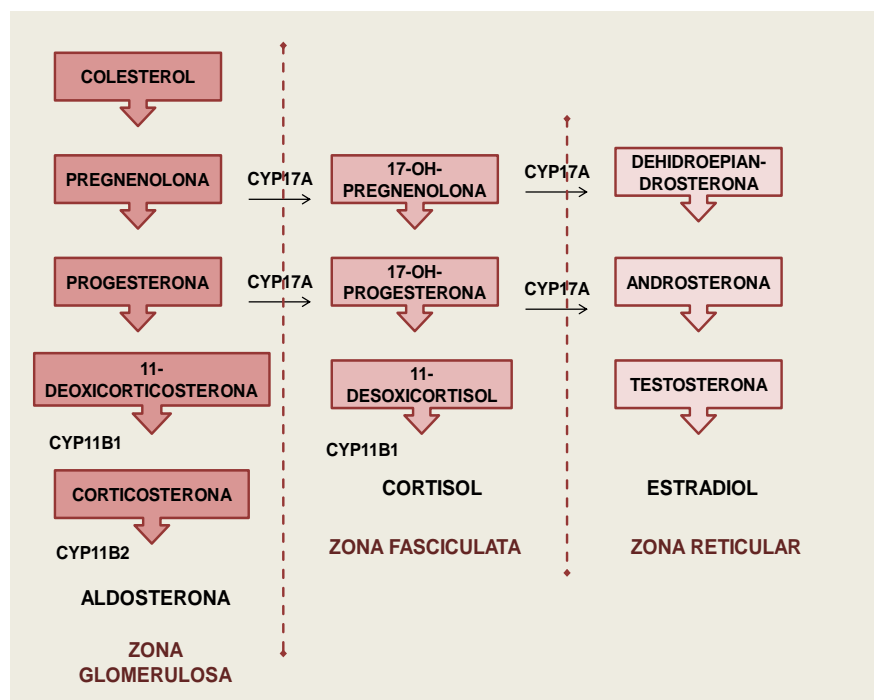 COLESTEROL
PREGNENOLONA
CYP17A
17-OH-
PREGNENOLONA
CYP17A
DEHIDROEPIAN-
DROSTERONA
PROGESTERONA
CYP17A
17-OH-
PROGESTERONA
CYP17A
ANDROSTERONA
11-
DEOXICORTICOSTERONA
11-
DESOXICORTISOL
TESTOSTERONA
CYP11B1
CYP11B1
CORTICOSTERONA
CORTISOL
ESTRADIOL
CYP11B2
ZONA FASCICULATA
ZONA RETICULAR
ALDOSTERONA
ZONA
GLOMERULOSA